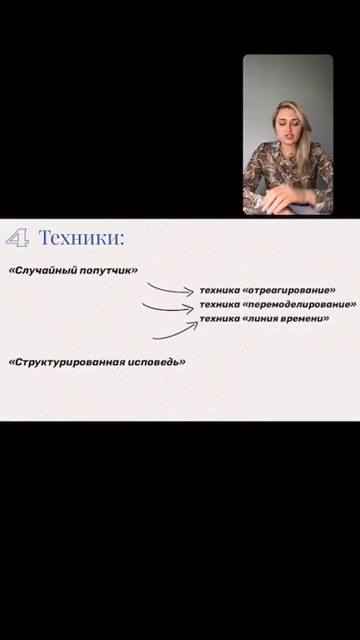 4 Техники:
«Случайный попутчик»
техника «отреагирование»
техника «перемоделирование»
техника «линия времени»
«Структурированная исповедь»